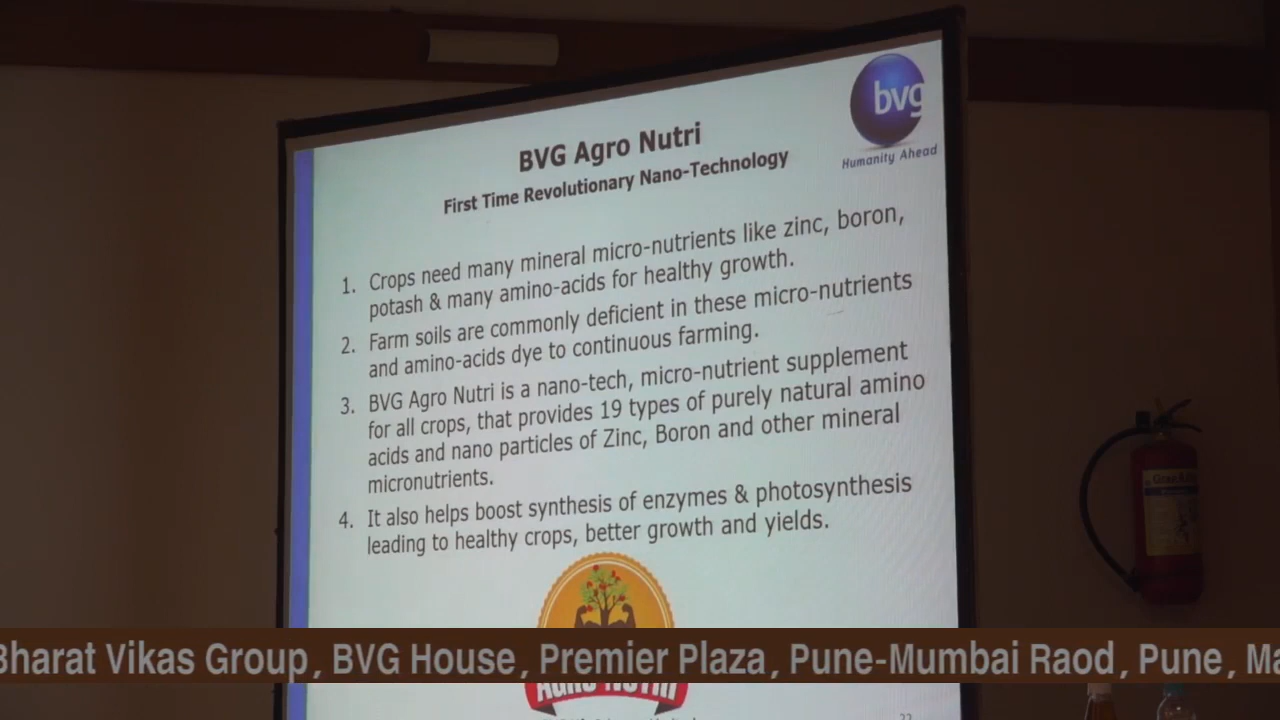 bvg
Humanity Ahead
BVG Agro Nutri
First Time Revolutionary Nano-Technology
1. Crops need many mineral micro-nutrients like zinc, boron,
potash & many amino-acids for healthy growth.
2. Farm soils are commonly deficient in these micro-nutrients
and amino-acids dye to continuous farming.
3. BVG Agro Nutri is a nano-tech, micro-nutrient supplement
for all crops, that provides 19 types of purely natural amino
acids and nano particles of Zinc, Boron and other mineral
micronutrients.
4. It also helps boost synthesis of enzymes & photosynthesis
leading to healthy crops, better growth and yields.
Bharat Vikas Group, BVG House, Premier Plaza, Pune-Mumbai Raod, Pune, Ma
Agro Nutri
22